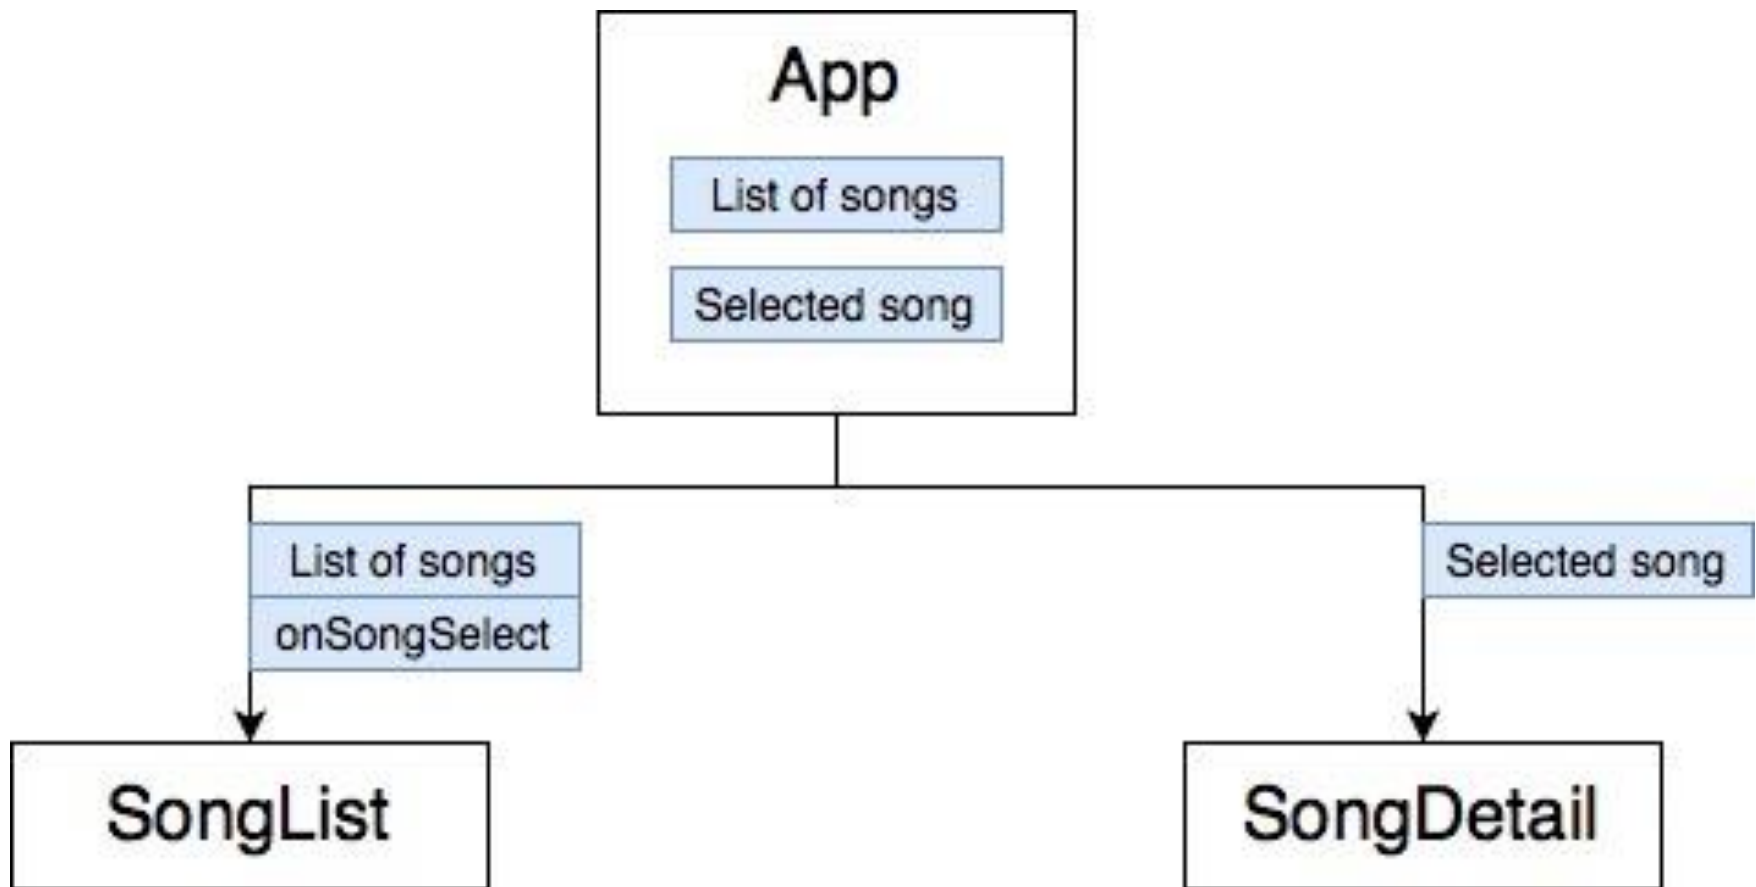 App
List of songs
Selected song
List of songs
onSongSelect
Selected song
SongList
SongDetail